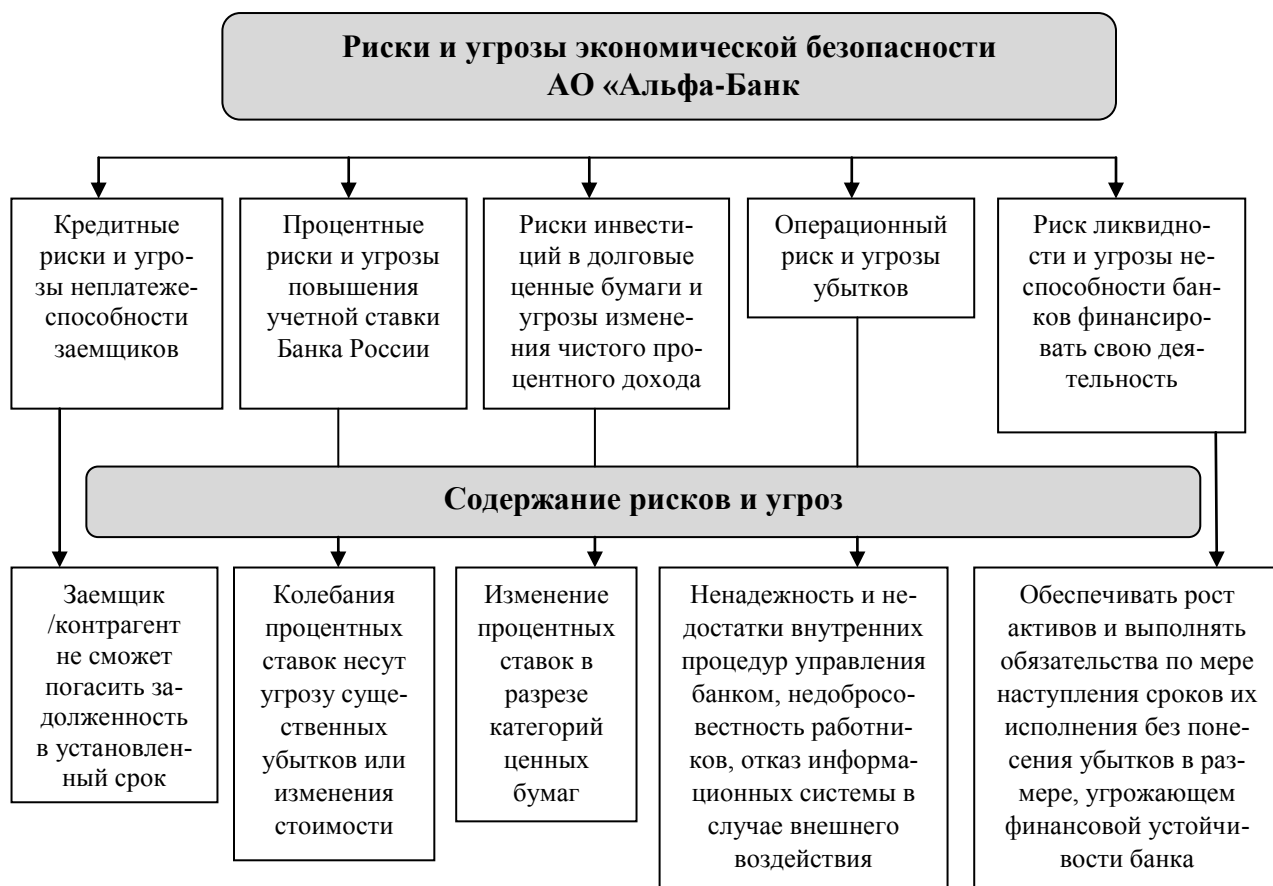 Риски и угрозы экономической безопасности
АО «Альфа-Банк
Кредитные
риски и угро-
зы неплатеже-
способности
заемщиков
Процентные
риски и угрозы
повышения
учетной ставки
Банка России
Риски инвести-
ций в долговые
ценные бумаги и
угрозы измене-
ния чистого про-
центного дохода
Операционный
риск и угрозы
убытков
Риск ликвидно-
сти и угрозы не-
способности бан-
ков финансиро-
вать свою дея-
тельность
Содержание рисков и угроз
Заемщик
/контрагент
не сможет
погасить за-
долженность
в установлен-
ный срок
Колебания
процентных
ставок несут
угрозу суще-
ственных
убытков или
изменения
стоимости
Изменение
процентных
ставок в
разрезе
категорий
ценных
бумаг
Ненадежность и не-
достатки внутренних
процедур управления
банком, недобросо-
вестность работни-
ков, отказ информа-
ционных системы в
случае внешнего
воздействия
Обеспечивать рост
активов и выполнять
обязательства по мере
наступления сроков их
исполнения без поне-
сения убытков в раз-
мере, угрожающем
финансовой устойчи-
вости банка